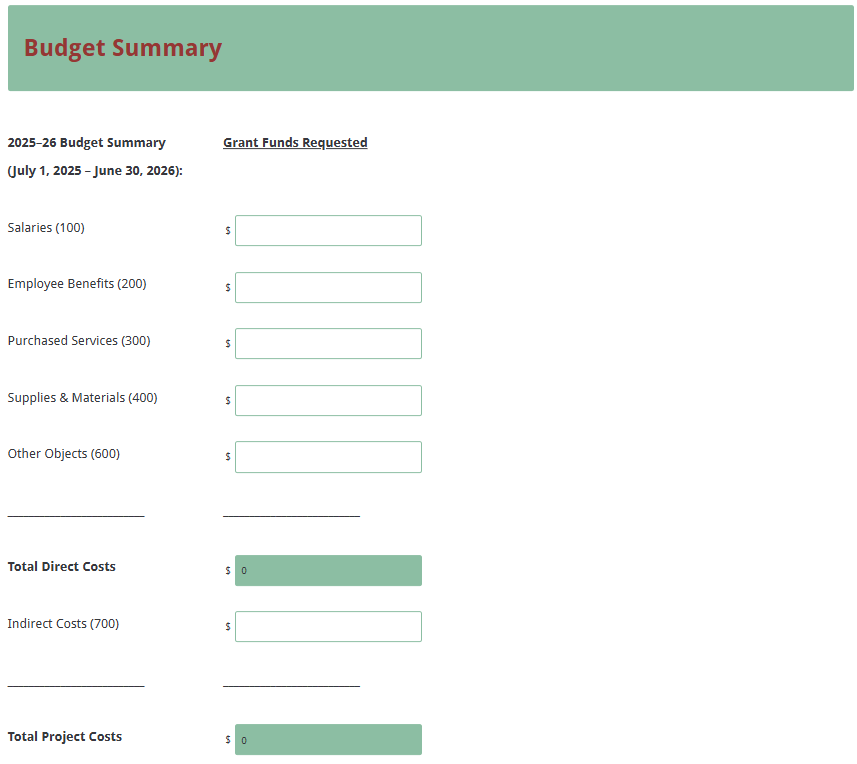 Budget Summary
2025–26 Budget Summary Grant Funds Requested
(July 1, 2025 – June 30, 2026):
Salaries (100) $
Employee Benefits (200) $
Purchased Services (300) $
Supplies & Materials (400) $
Other Objects (600) $
Total Direct Costs $ 0
Indirect Costs (700) $
Total Project Costs $ 0